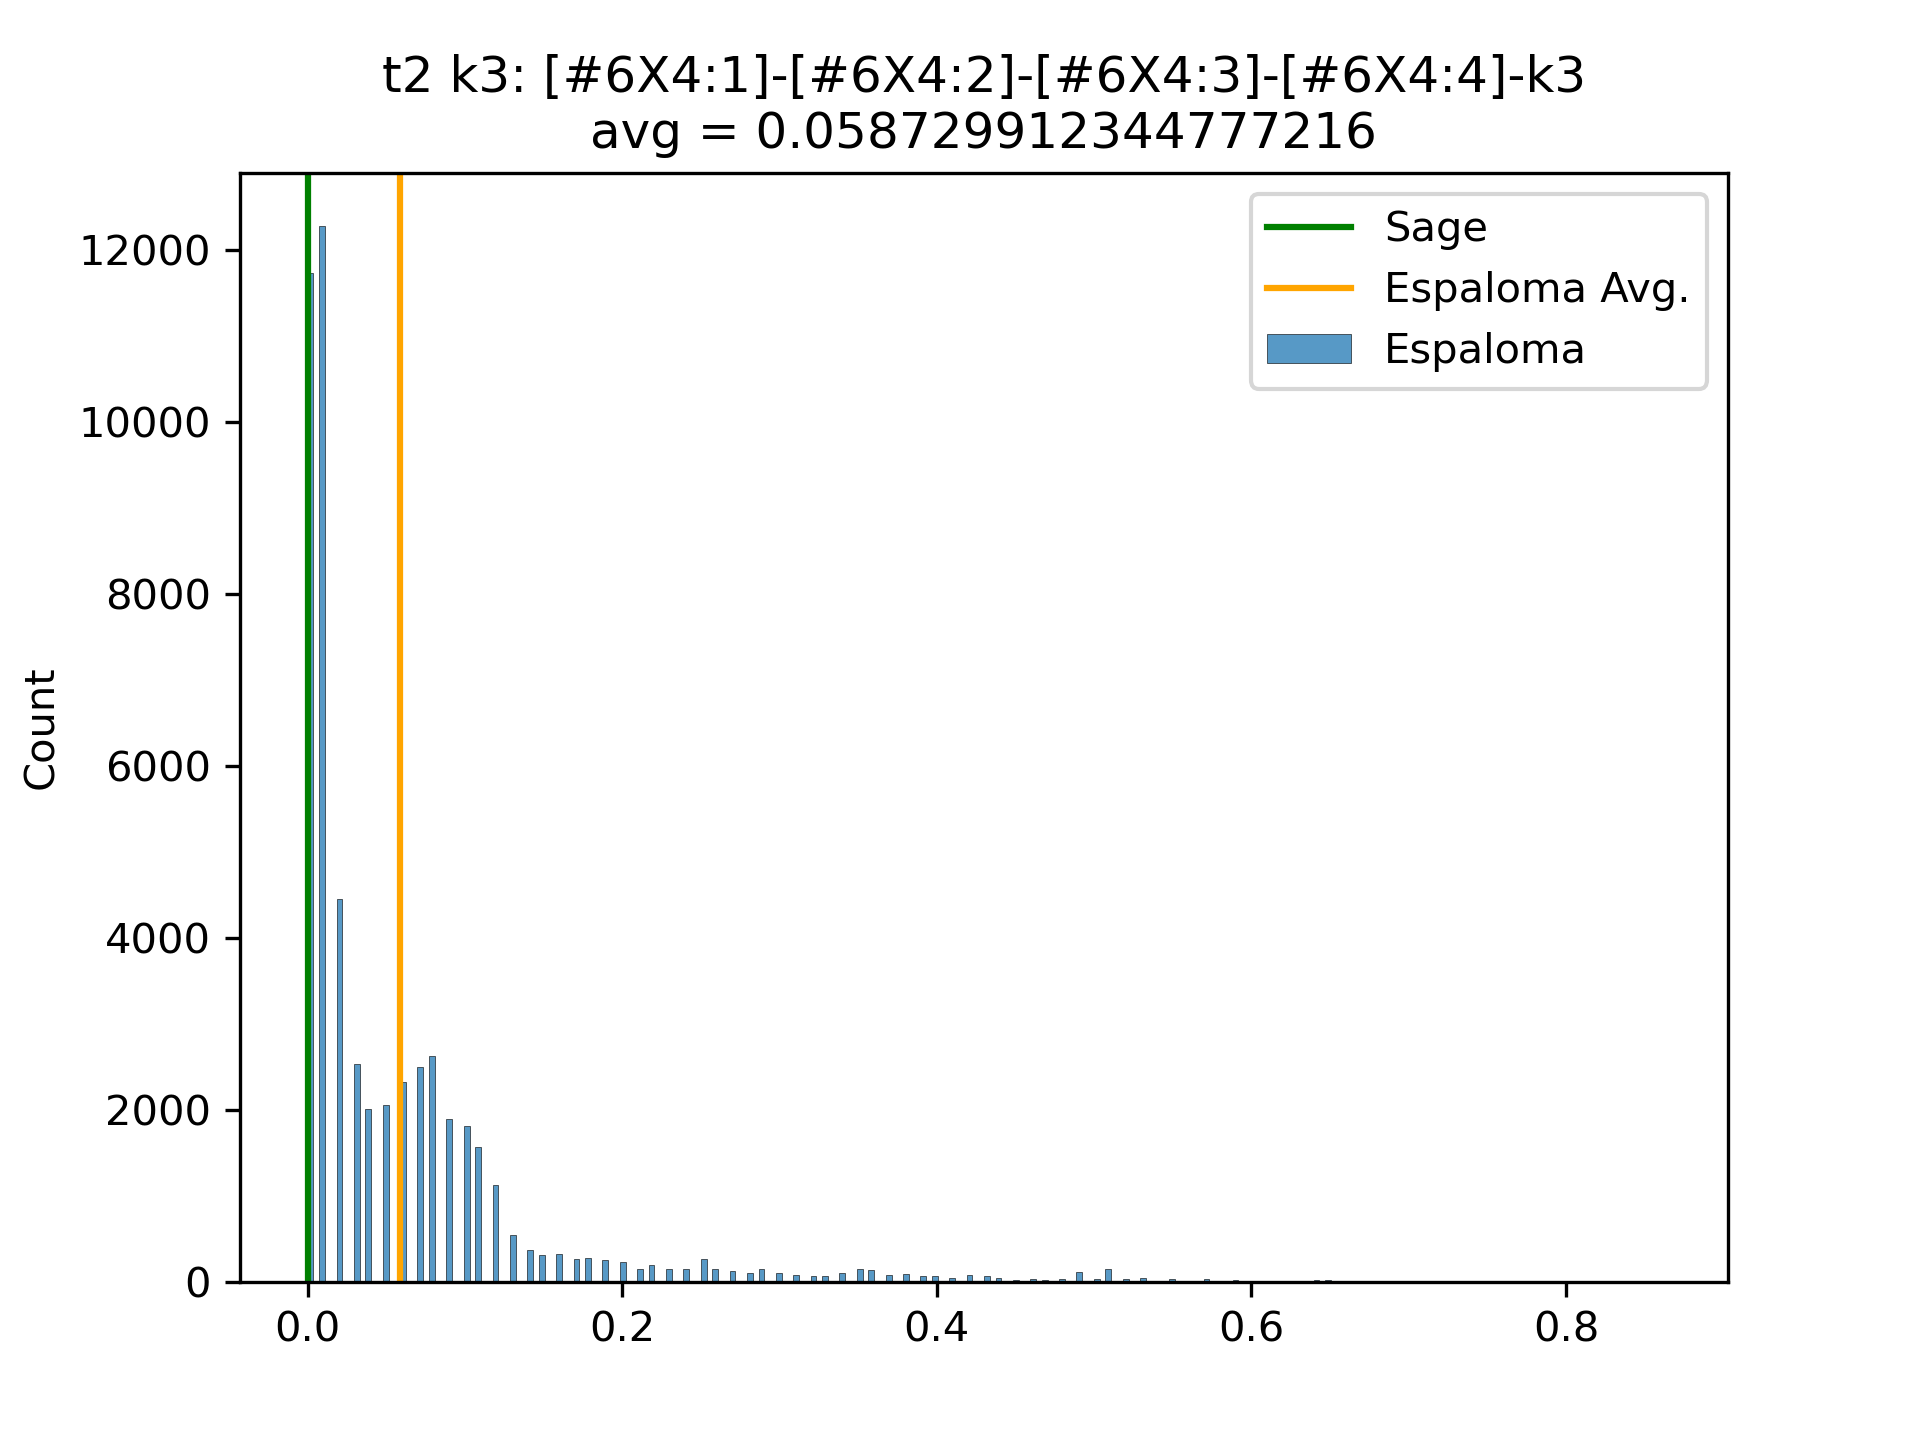 t2 k3: [#6X4:1]-[#6X4:2]-[#6X4:3]-[#6X4:4]-k3
avg = 0.058729912344777216
Sage
Espaloma Avg.
Espaloma
12000
10000
8000
6000
4000
2000
0
Count
0.0 0.2 0.4 0.6 0.8